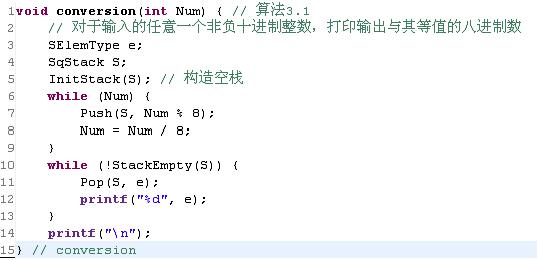 1void conversion(int Num) { // 算法3.1
2    // 对于输入的任意一个非负十进制整数，打印输出与其等值的八进制数
3    SElemType e;
4    SqStack S;
5    InitStack(S); // 构造空栈
6    while (Num) {
7        Push(S, Num % 8);
8        Num = Num / 8;
9    }
10    while (!StackEmpty(S)) {
11        Pop(S, e);
12        printf("%d", e);
13    }
14    printf("\n");
15} // conversion